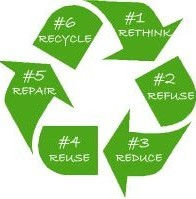 #1
RETHINK
#2
REFUSE
#3
REDUCE
#4
REUSE
#5
REPAIR
#6
RECYCLE